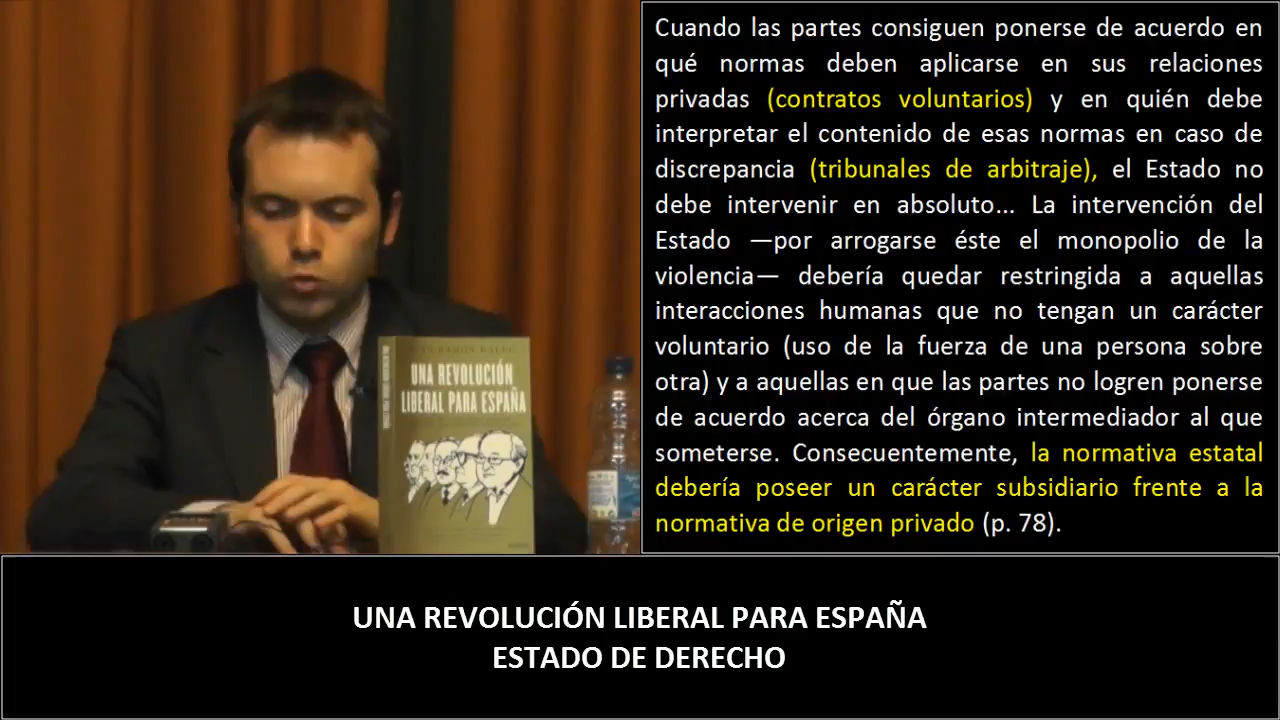 Cuando las partes consiguen ponerse de acuerdo en
qué normas deben aplicarse en sus relaciones
privadas (contratos voluntarios) y en quién debe
interpretar el contenido de esas normas en caso de
discrepancia (tribunales de arbitraje), el Estado no
debe intervenir en absoluto... La intervención del
Estado —por arrogarse éste el monopolio de la
violencia— debería quedar restringida a aquellas
interacciones humanas que no tengan un carácter
voluntario (uso de la fuerza de una persona sobre
otra) y a aquellas en que las partes no logren ponerse
de acuerdo acerca del órgano intermediador al que
someterse. Consecuentemente, la normativa estatal
debería poseer un carácter subsidiario frente a la
normativa de origen privado (p. 78).
UNA REVOLUCIÓN
LIBERAL PARA ESPAÑA
UNA REVOLUCIÓN LIBERAL PARA ESPAÑA
ESTADO DE DERECHO